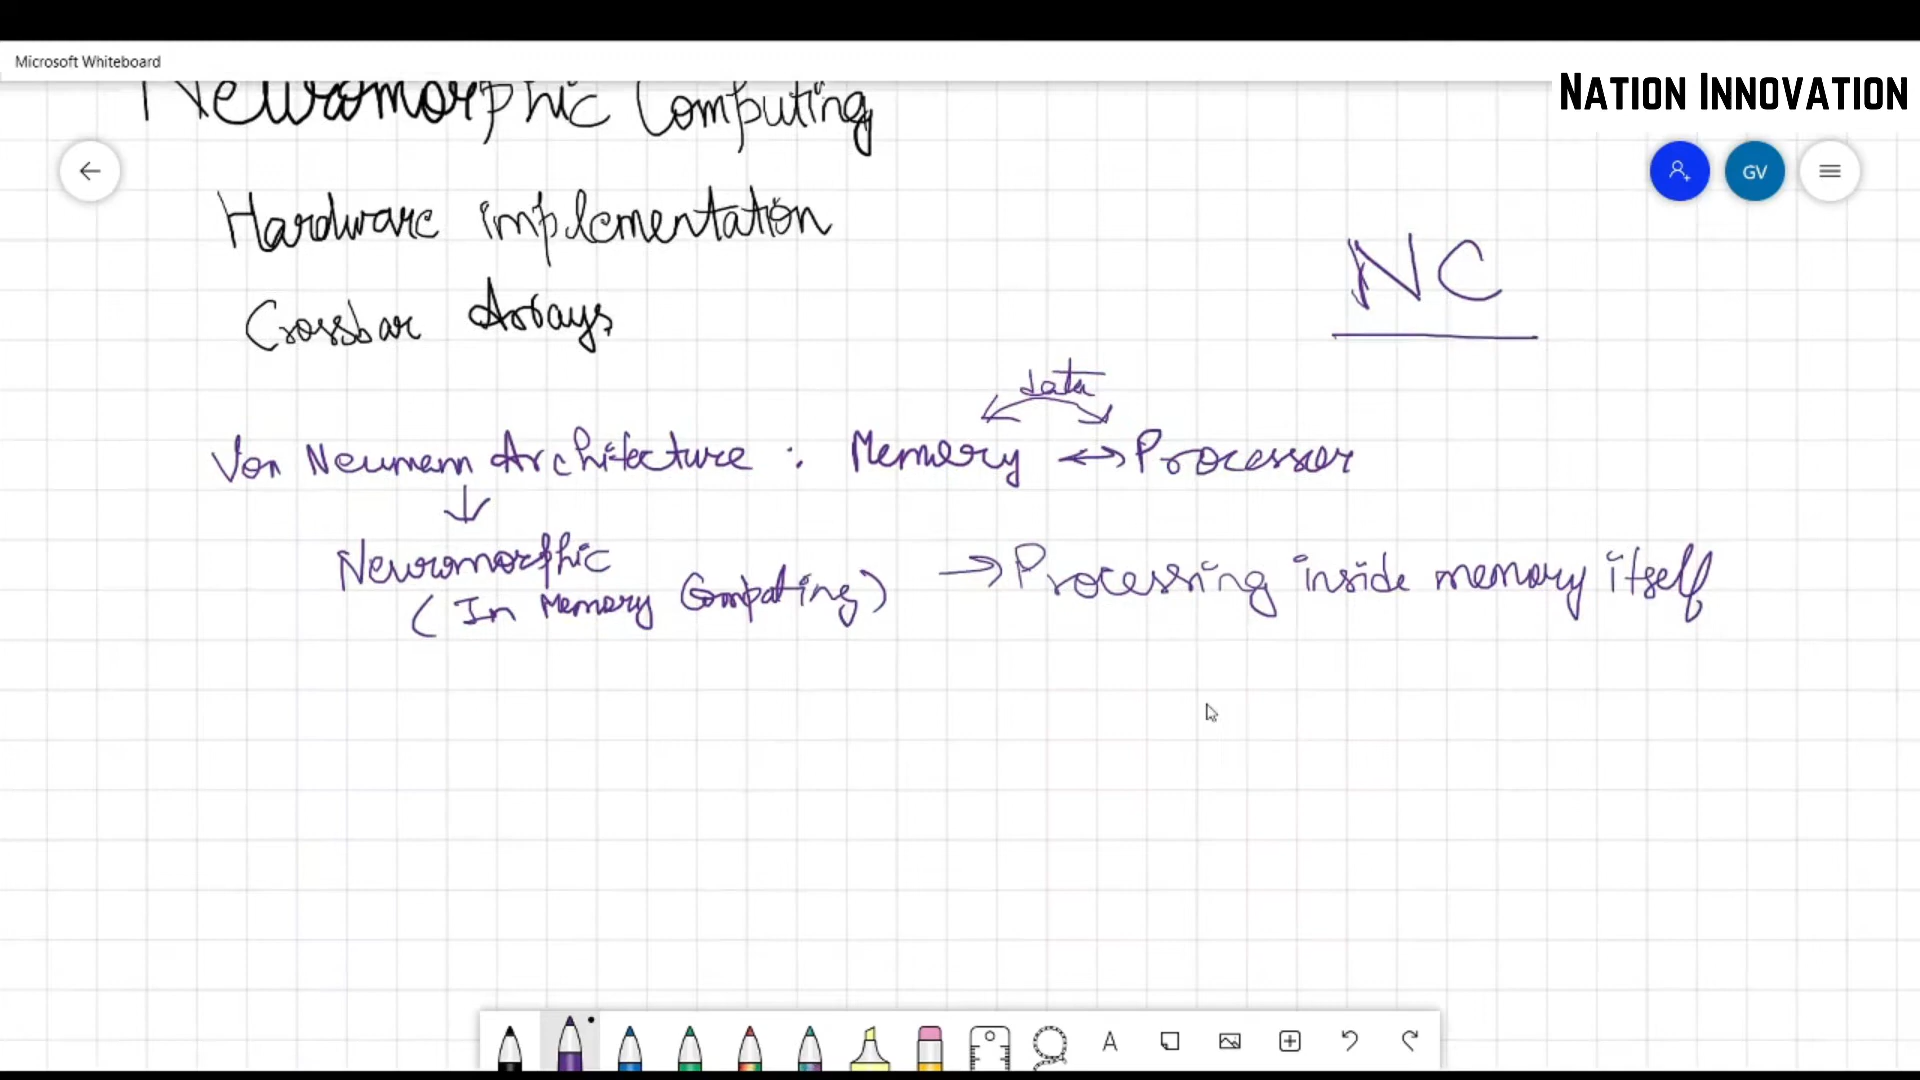 Microsoft Whiteboard
NATION INNOVATION
Neuromorphic Computing
GV
Hardware implementation
NC
Crossbar Arrays
data
Von Neumann Architecture : Memory ↔ Processor
↓
Neuromorphic
(In Memory Computing) → Processing inside memory itself
A